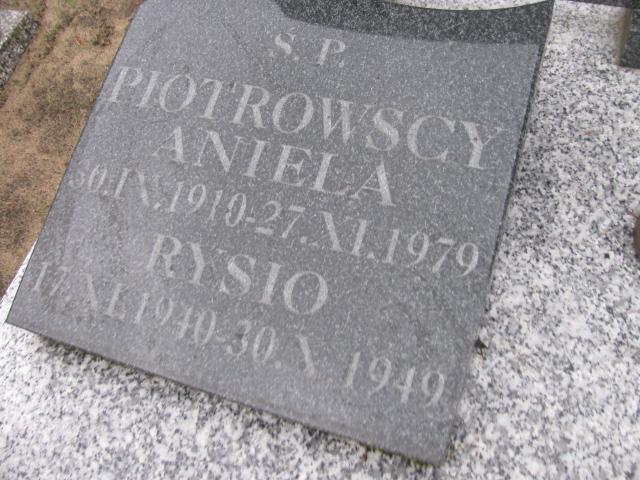 Ś. P.
PIOTROWSCY
ANIELA
30.IX.1910-27.XI.1979
RYSIO
17.XI.1940-30.X 1949